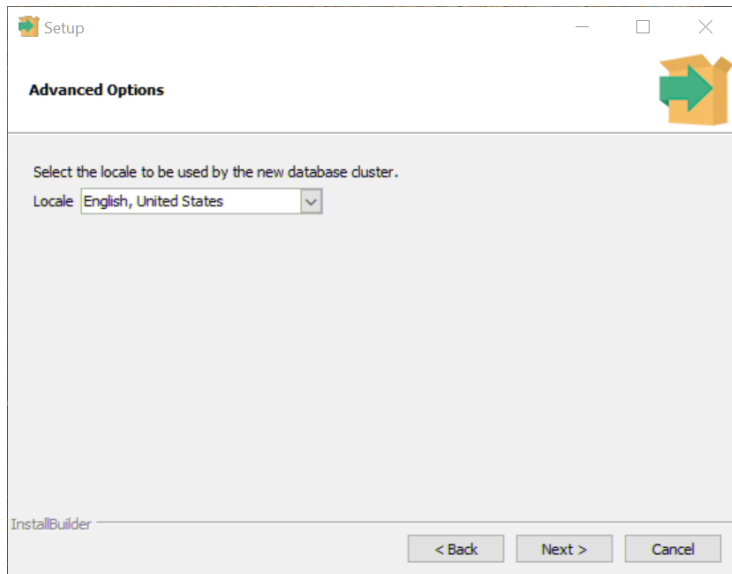 Setup
Advanced Options
Select the locale to be used by the new database cluster.
Locale English, United States
InstallBuilder
< Back Next > Cancel